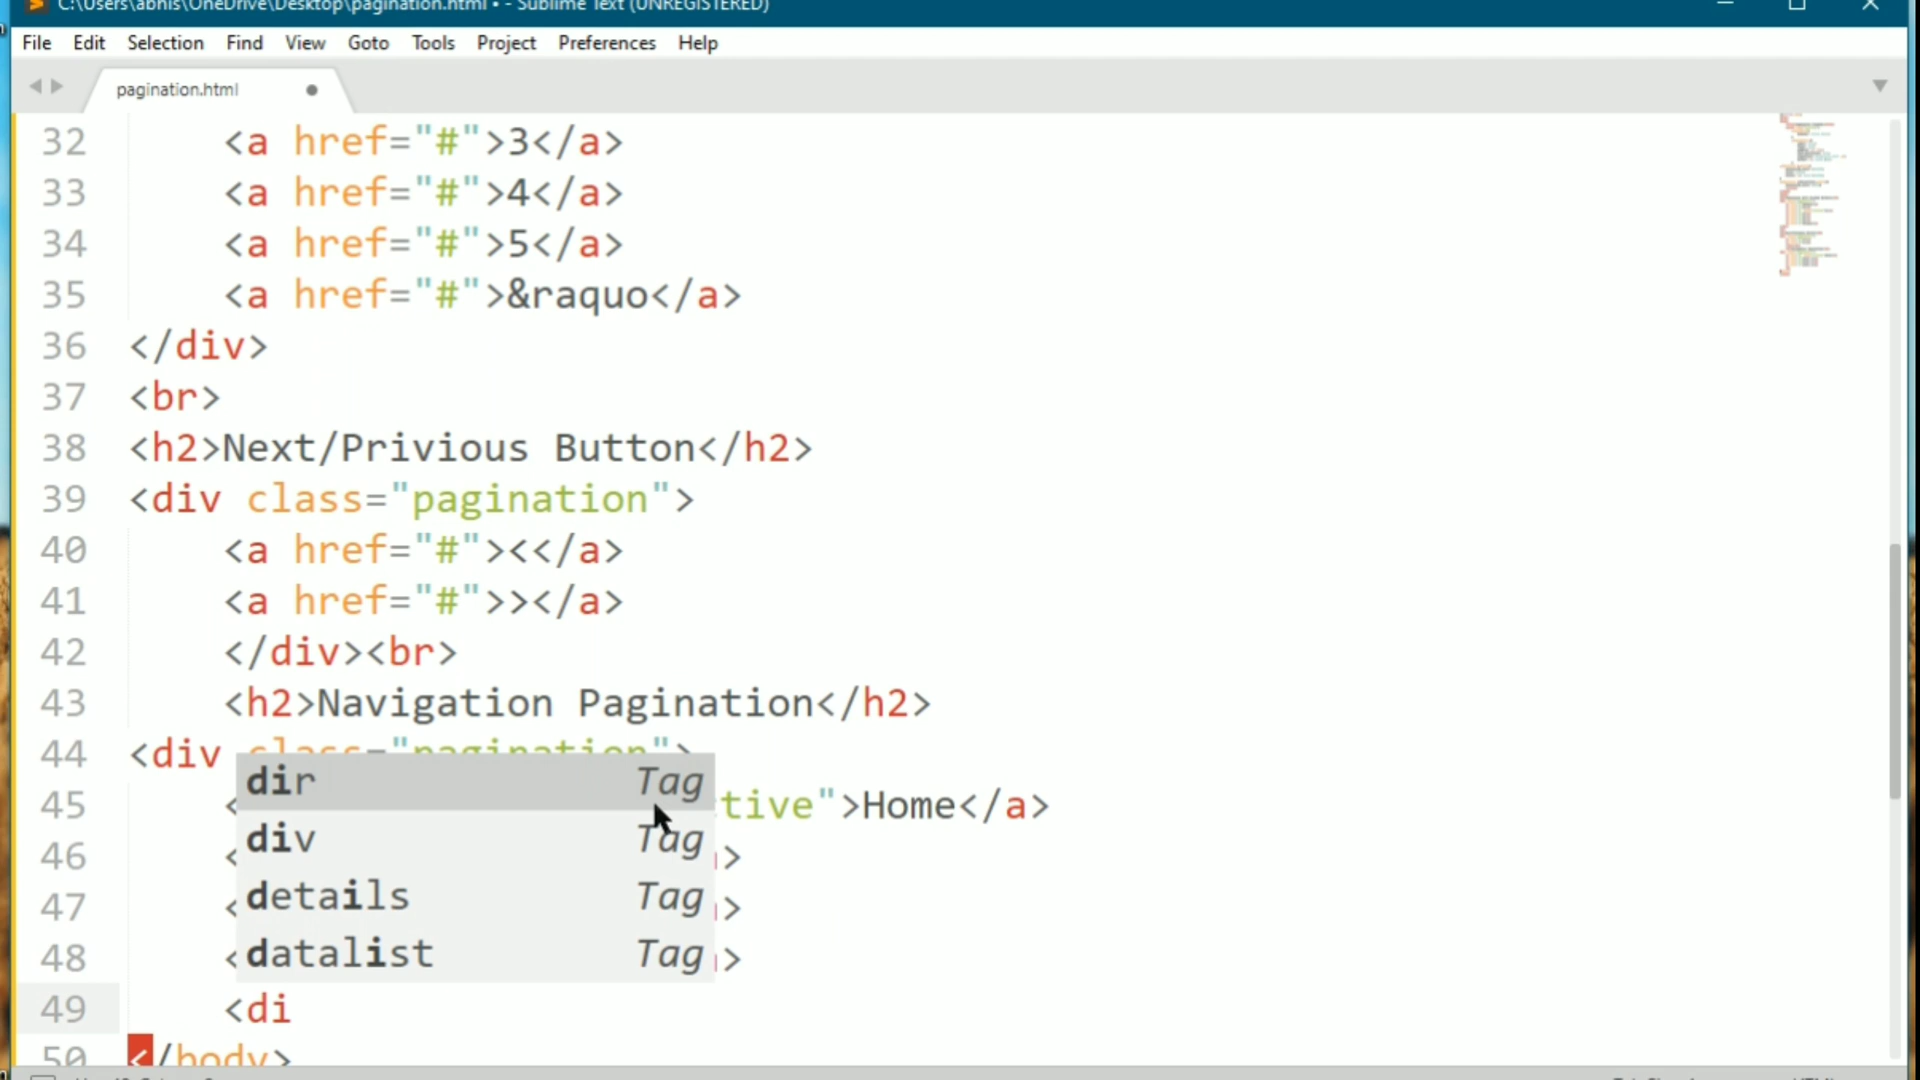 C:\Users\abhis\OneDrive\Desktop\pagination.html • - Sublime Text (UNREGISTERED)
File Edit Selection Find View Goto Tools Project Preferences Help
pagination.html
32 <a href="#">3</a>
33 <a href="#">4</a>
34 <a href="#">5</a>
35 <a href="#">&raquo</a>
36 </div>
37 <br>
38 <h2>Next/Privious Button</h2>
39 <div class="pagination">
40 <a href="#"><</a>
41 <a href="#">></a>
42 </div><br>
43 <h2>Navigation Pagination</h2>
44 <div class="pagination">
dir Tag
45 < tive">Home</a>
div Tag
46 < >
details Tag
47 < >
datalist Tag
48 < >
49 <di
50 </body>